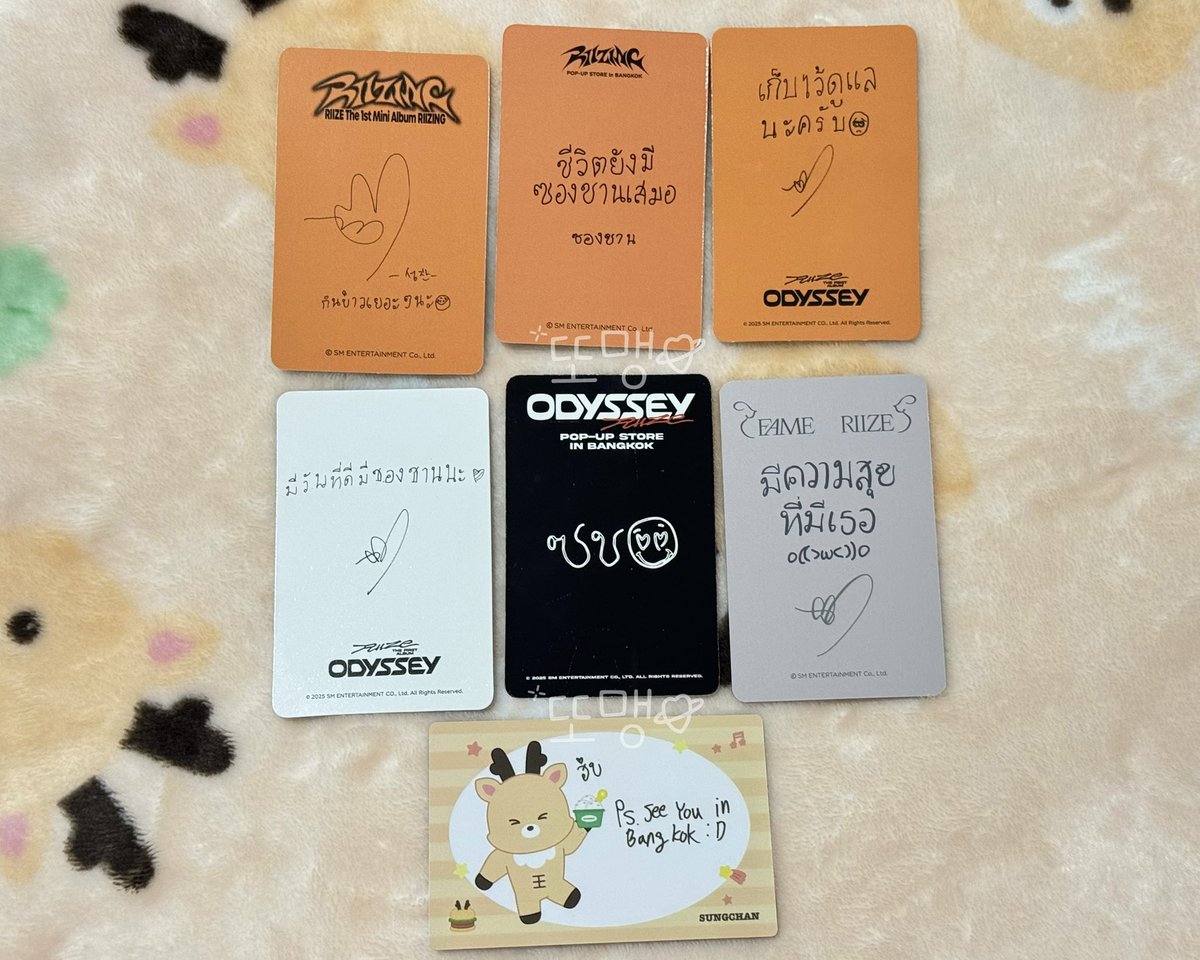 RIIZING
RIIZE The 1st Mini Album RIIZING
-성찬-
กินข้าวเยอะๆนะ
© SM ENTERTAINMENT Co., Ltd.
RIIZING
POP-UP STORE in BANGKOK
ชีวิตยังมี
ซองชานเสมอ
ซองชาน
© SM ENTERTAINMENT Co., Ltd.
เก็บไว้ดูแล
นะครับ
RIIZE
THE FIRST
ALBUM
ODYSSEY
© 2025 SM ENTERTAINMENT CO., Ltd. All Rights Reserved.
มีวันที่ดีมีซองชานนะ
RIIZE
THE FIRST
ALBUM
ODYSSEY
© 2025 SM ENTERTAINMENT CO., Ltd. All Rights Reserved.
ODYSSEY
RIIZE
POP-UP STORE
IN BANGKOK
ซบ
© 2025 SM ENTERTAINMENT CO., LTD. ALL RIGHTS RESERVED.
FAME RIIZE
มีความสุข
ที่มีเธอ
o((>ω<))o
© SM ENTERTAINMENT Co., Ltd.
또맹
또맹
ฮึบ
Ps. See You in
Bangkok :D
王
SUNGCHAN